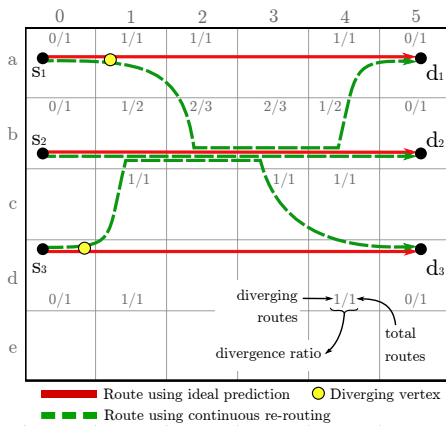 0 1 2 3 4 5
0/1 0/1 1/1 1/1 0/1
a
s1 d1
0/1 1/2 2/3 2/3 1/2 0/1
b s2 d2
1/1 1/1 1/1
c
s3 d3
d
0/1 1/1 diverging routes 1/1 0/1
total routes
divergence ratio
e
Route using ideal prediction Diverging vertex
Route using continuous re-routing